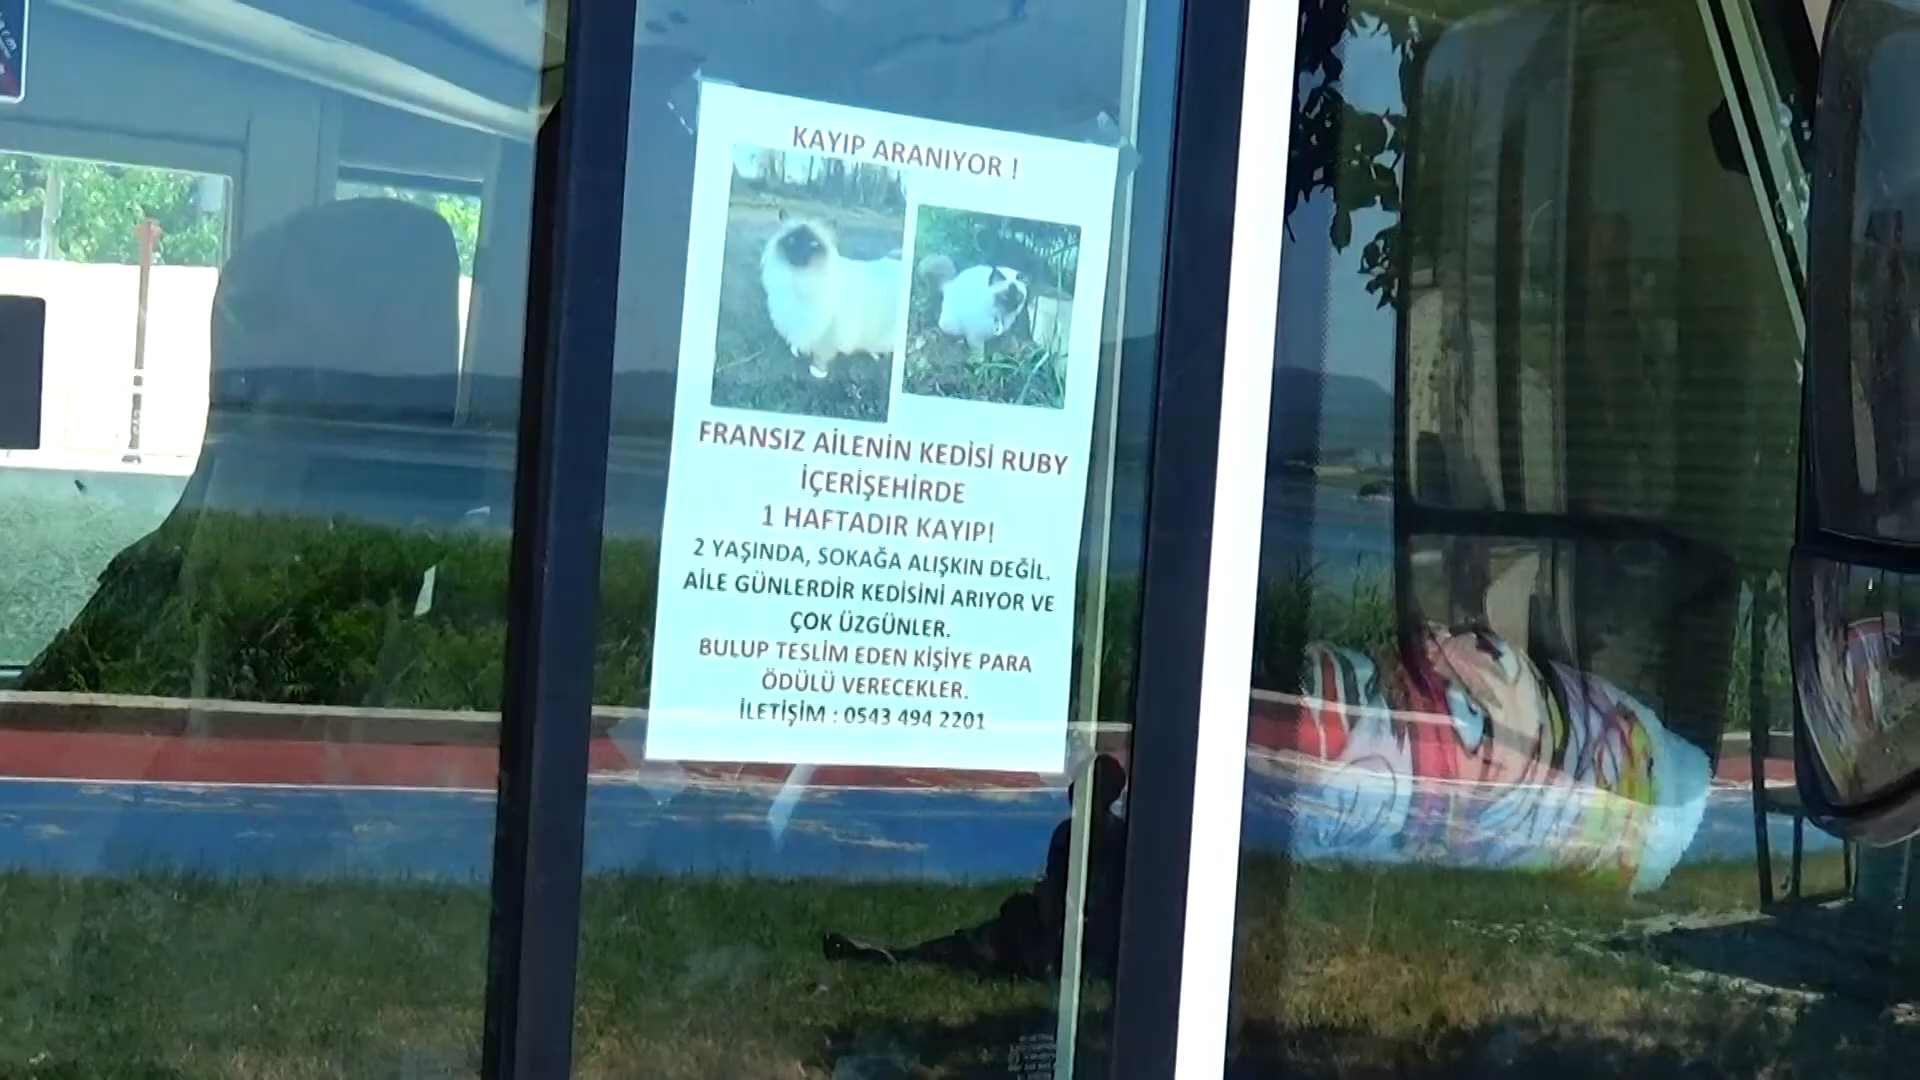 KAYIP ARANIYOR !
FRANSIZ AİLENİN KEDİSİ RUBY
İÇERİŞEHİRDE
1 HAFTADIR KAYIP!
2 YAŞINDA, SOKAĞA ALIŞKIN DEĞİL.
AİLE GÜNLERDİR KEDİSİNİ ARIYOR VE
ÇOK ÜZGÜNLER.
BULUP TESLİM EDEN KİŞİYE PARA
ÖDÜLÜ VERECEKLER.
İLETİŞİM : 0543 494 2201